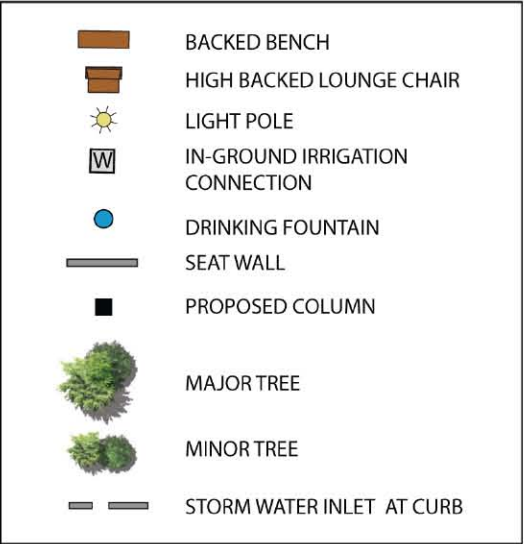 BACKED BENCH
HIGH BACKED LOUNGE CHAIR
LIGHT POLE
W
IN-GROUND IRRIGATION
CONNECTION
DRINKING FOUNTAIN
SEAT WALL
PROPOSED COLUMN
MAJOR TREE
MINOR TREE
STORM WATER INLET AT CURB